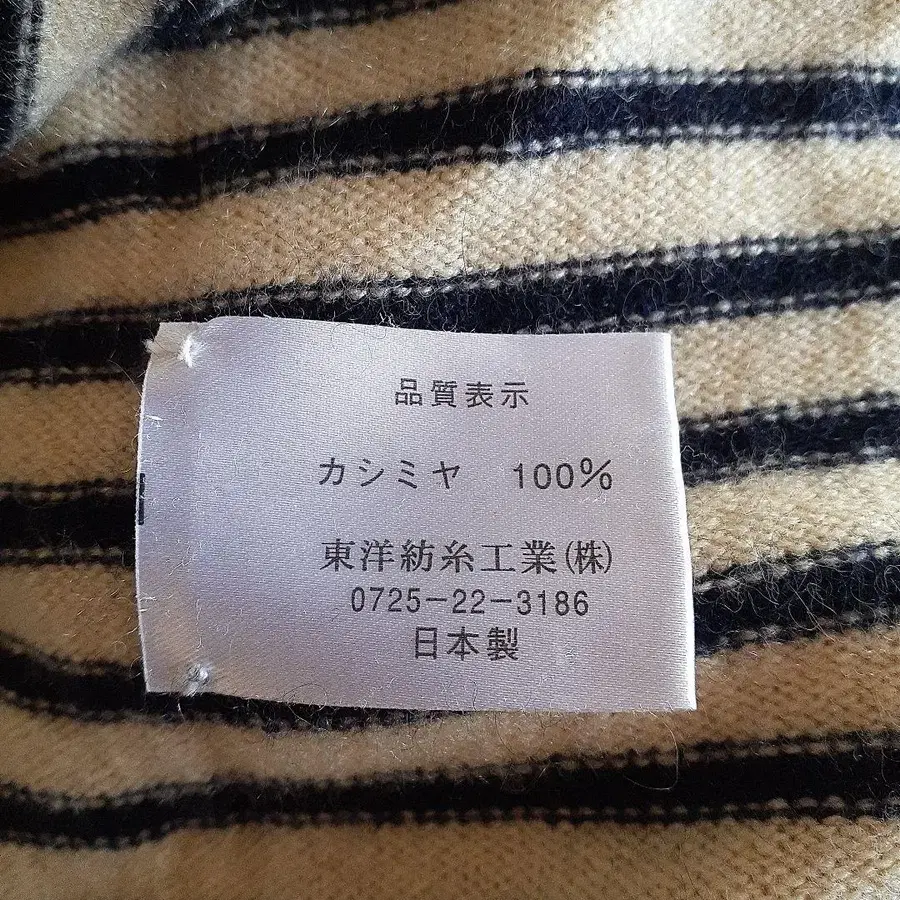 品質表示
カシミヤ 100%
東洋紡糸工業(株)
0725-22-3186
日本製